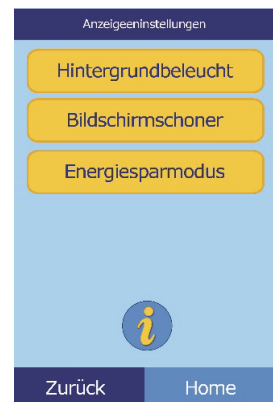 Anzeigeeinstellungen
Hintergrundbeleucht
Bildschirmschoner
Energiesparmodus
i
Zurück Home